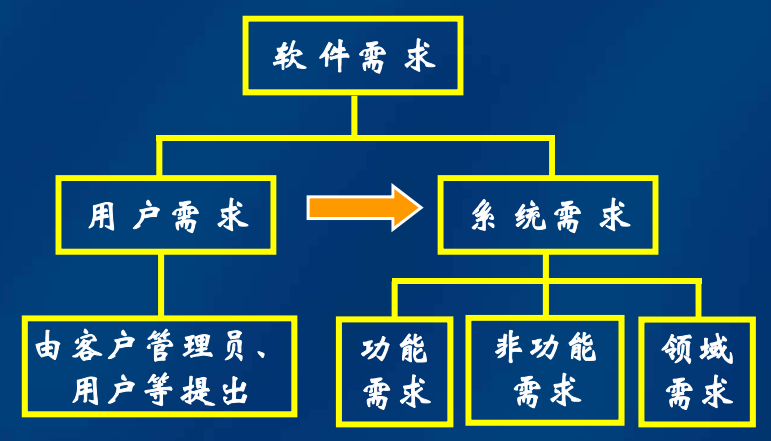 软件需求
用户需求
系统需求
由客户管理员、
用户等提出
功能
需求
非功能
需求
领域
需求